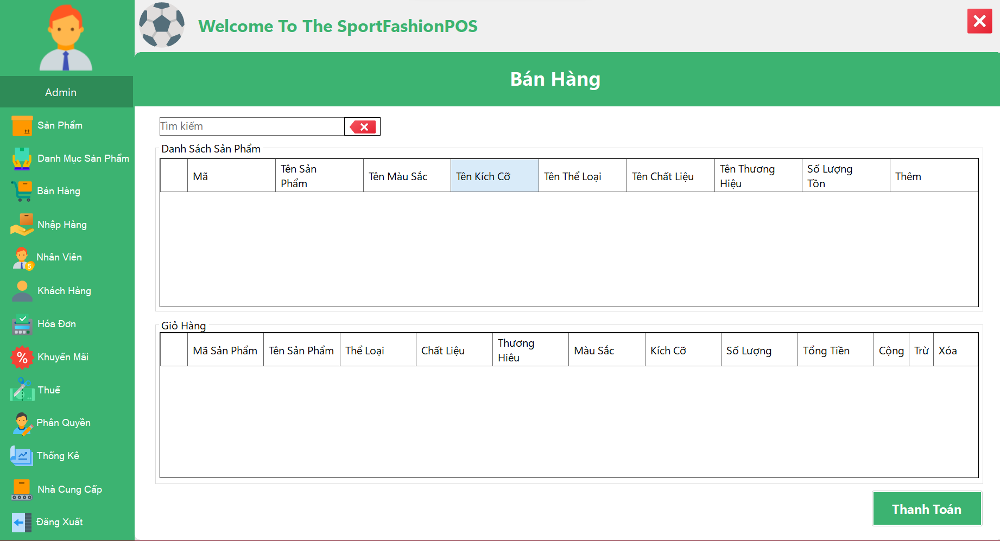 Welcome To The SportFashionPOS
Bán Hàng
Admin
Sản Phẩm
Danh Mục Sản Phẩm
Bán Hàng
Nhập Hàng
Nhân Viên
Khách Hàng
Hóa Đơn
Khuyến Mãi
Thuế
Phân Quyền
Thống Kê
Nhà Cung Cấp
Đăng Xuất
Tìm kiếm
Danh Sách Sản Phẩm
Mã
Tên Sản
Phẩm
Tên Màu Sắc
Tên Kích Cỡ
Tên Thể Loại
Tên Chất Liệu
Tên Thương
Hiệu
Số Lượng
Tồn
Thêm
Giỏ Hàng
Mã Sản Phẩm
Tên Sản Phẩm
Thể Loại
Chất Liệu
Thương
Hiêu
Màu Sắc
Kích Cỡ
Số Lượng
Tổng Tiền
Cộng
Trừ
Xóa
Thanh Toán